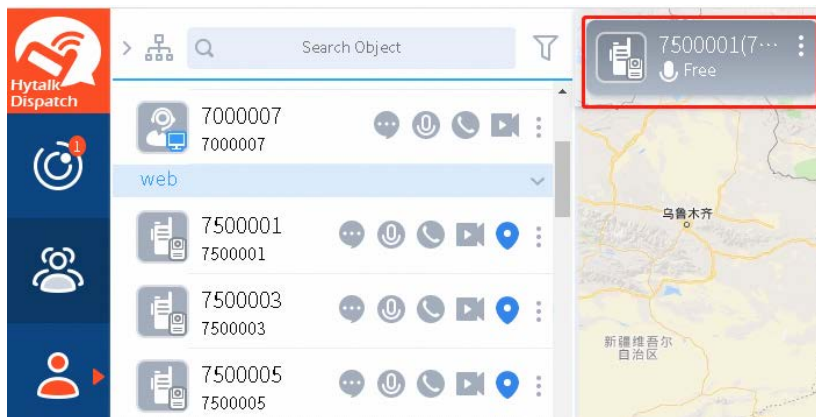 Hytalk
Dispatch
1
Search Object
7000007
7000007
web
7500001
7500001
7500003
7500003
7500005
7500005
7500001(7···
Free
乌鲁木齐
新疆维吾尔
自治区